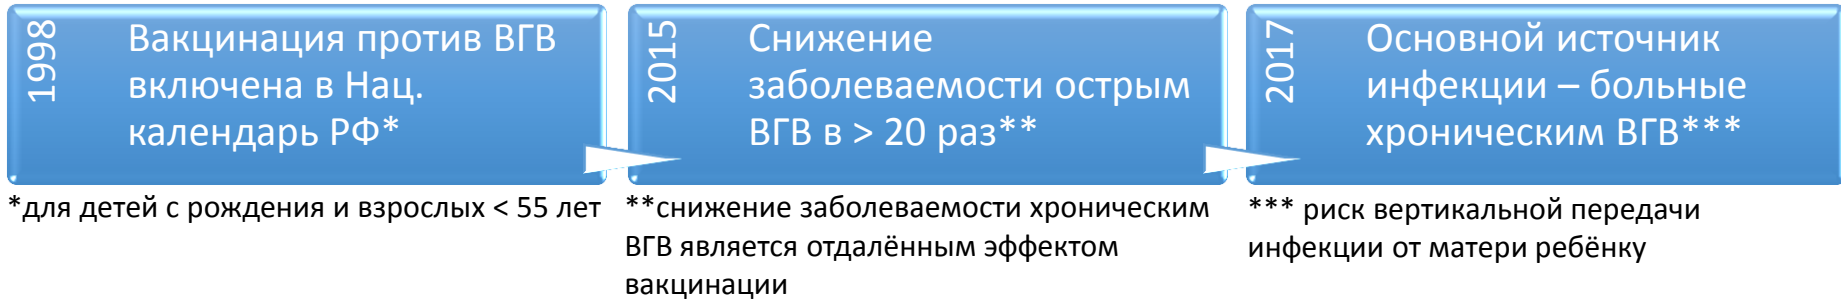 1998
Вакцинация против ВГВ
включена в Нац.
календарь РФ*
*для детей с рождения и взрослых < 55 лет
2015
Снижение
заболеваемости острым
ВГВ в > 20 раз**
**снижение заболеваемости хроническим
ВГВ является отдалённым эффектом
вакцинации
2017
Основной источник
инфекции – больные
хроническим ВГВ***
*** риск вертикальной передачи
инфекции от матери ребёнку